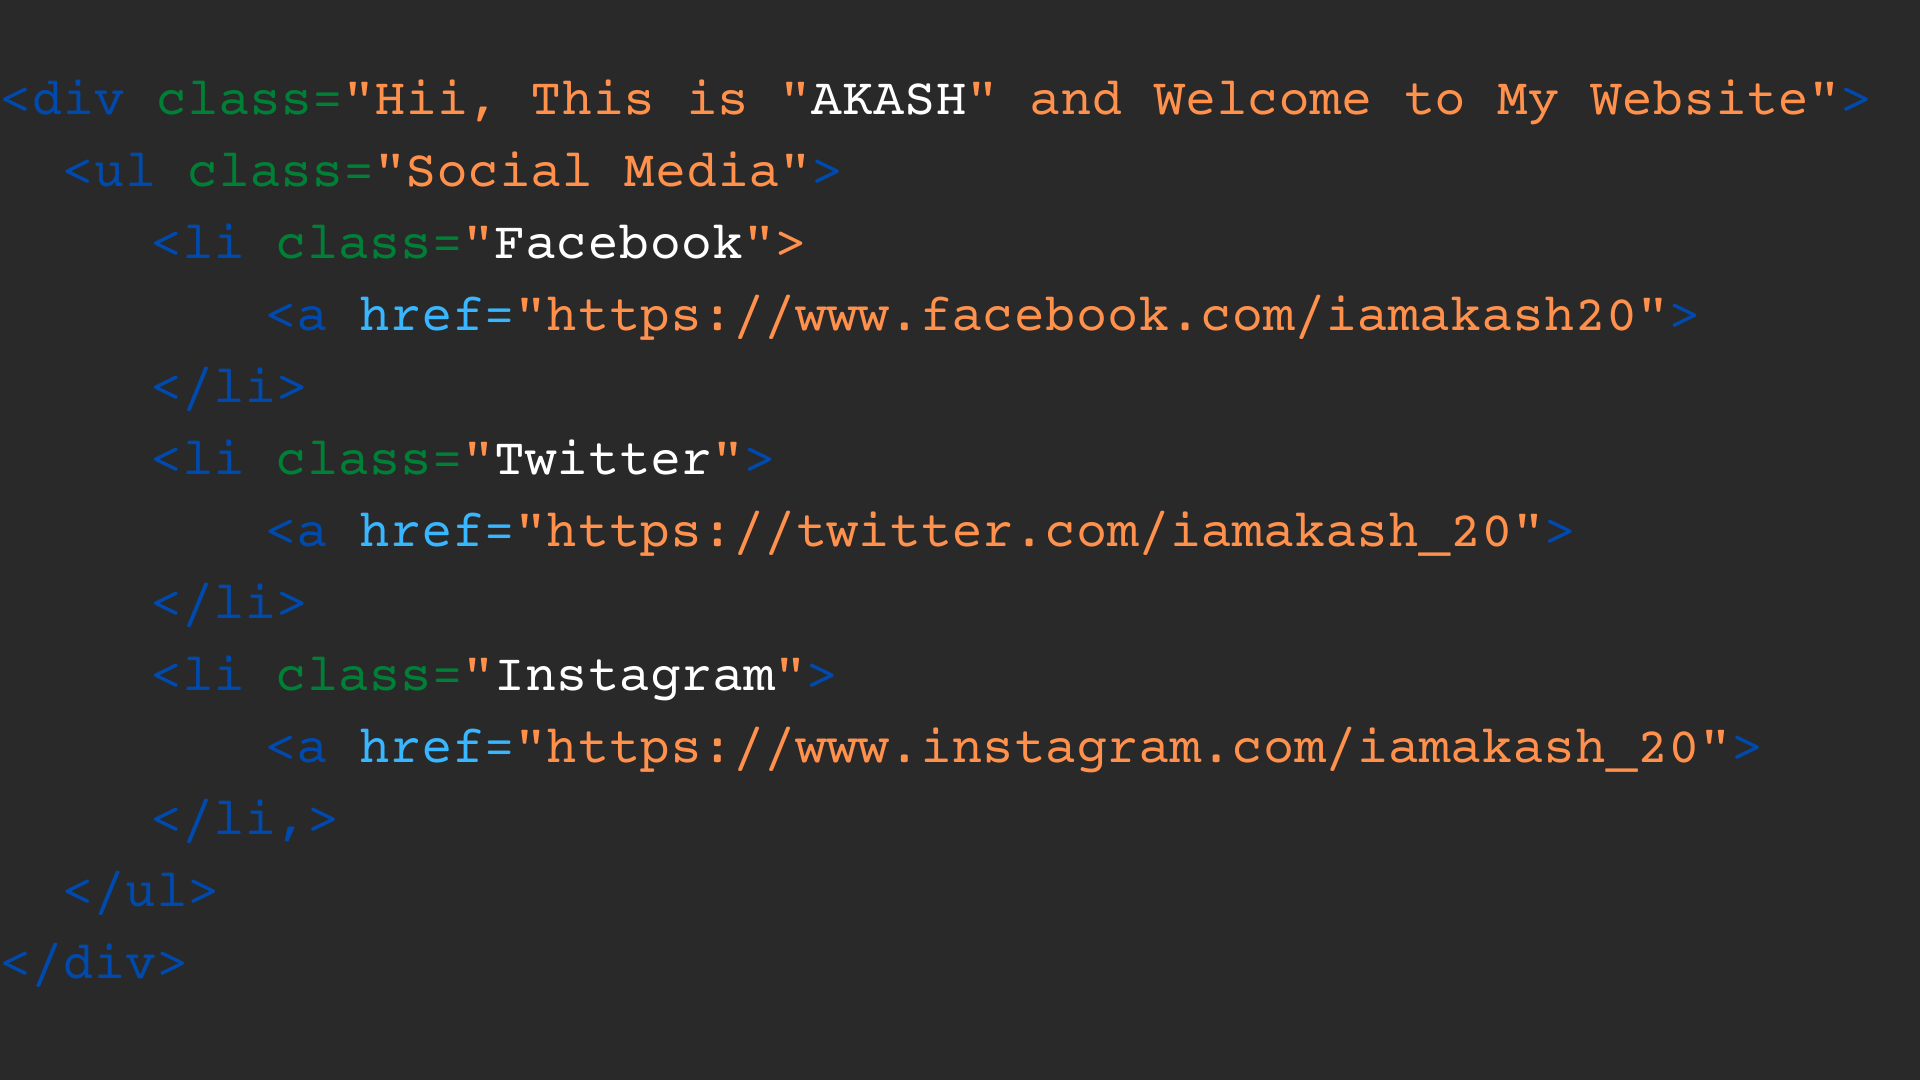 <div class="Hii, This is "AKASH" and Welcome to My Website">
<ul class="Social Media">
<li class="Facebook">
<a href="https://www.facebook.com/iamakash20">
</li>
<li class="Twitter">
<a href="https://twitter.com/iamakash_20">
</li>
<li class="Instagram">
<a href="https://www.instagram.com/iamakash_20">
</li,>
</ul>
</div>